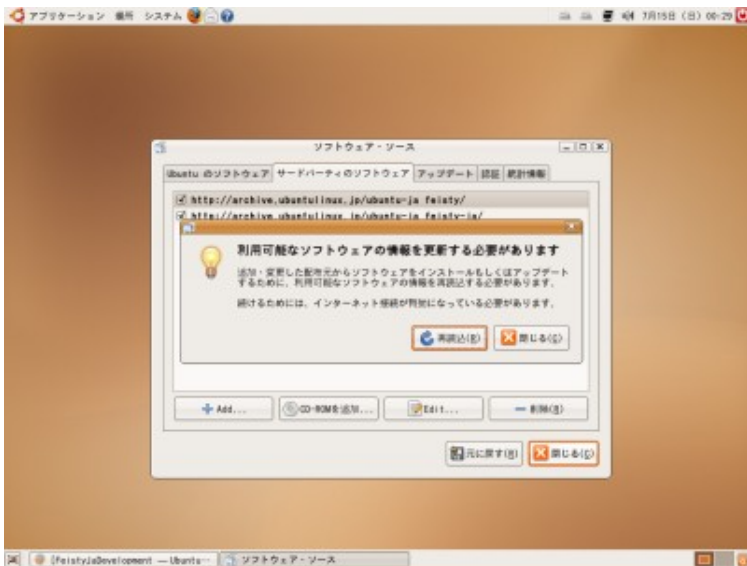 アプリケーション 場所 システム
7月15日 (日) 00:29
ソフトウェア・ソース
Ubuntu のソフトウェア サードパーティのソフトウェア アップデート 認証 統計情報
http://archive.ubuntulinux.jp/ubuntu-ja feisty/
http://archive.ubuntulinux.jp/ubuntu-ja feisty-ja/
利用可能なソフトウェアの情報を更新する必要があります
追加・変更した配布元からソフトウェアをインストールもしくはアップデート
するために、利用可能なソフトウェアの情報を再読込する必要があります。
続けるためには、インターネット接続が有効になっている必要があります。
再読込(R) 閉じる(C)
Add... CD-ROMを追加... Edit... 削除(R)
元に戻す(R) 閉じる(C)
[FeistyJaDevelopment — Ubuntu… ソフトウェア・ソース